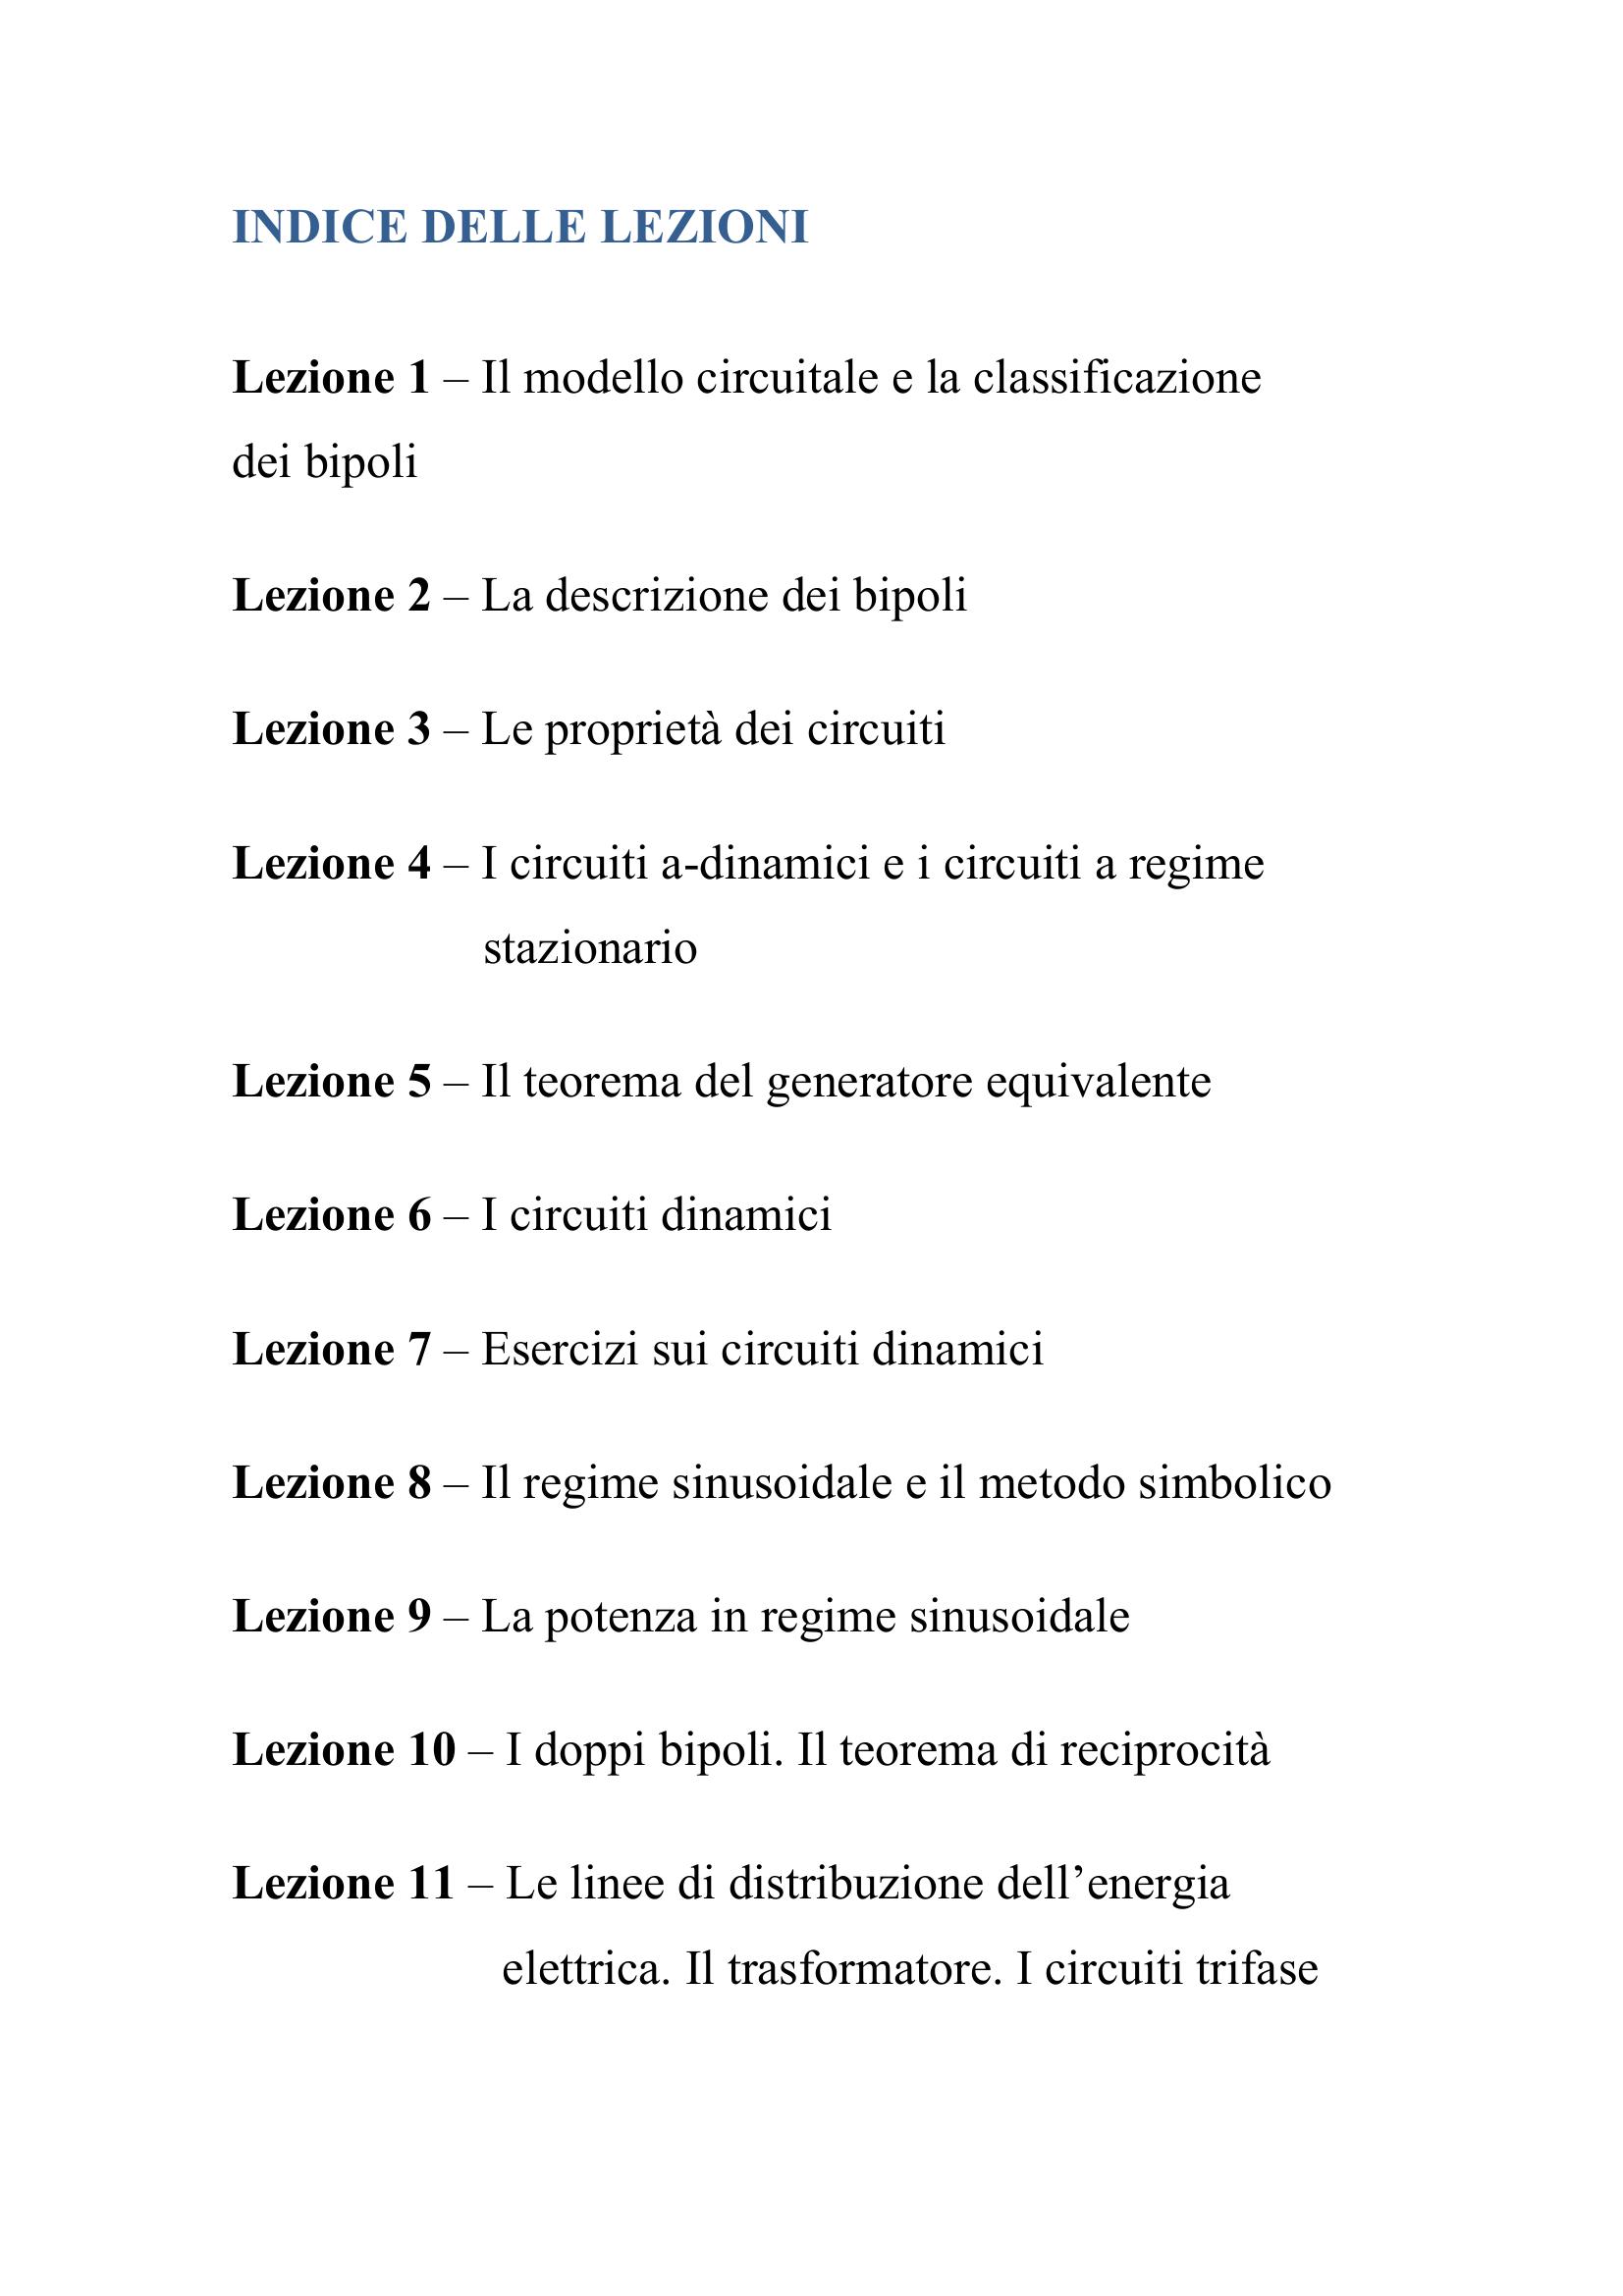 INDICE DELLE LEZIONI
Lezione 1 – Il modello circuitale e la classificazione
dei bipoli
Lezione 2 – La descrizione dei bipoli
Lezione 3 – Le proprietà dei circuiti
Lezione 4 – I circuiti a-dinamici e i circuiti a regime
stazionario
Lezione 5 – Il teorema del generatore equivalente
Lezione 6 – I circuiti dinamici
Lezione 7 – Esercizi sui circuiti dinamici
Lezione 8 – Il regime sinusoidale e il metodo simbolico
Lezione 9 – La potenza in regime sinusoidale
Lezione 10 – I doppi bipoli. Il teorema di reciprocità
Lezione 11 – Le linee di distribuzione dell’energia
elettrica. Il trasformatore. I circuiti trifase